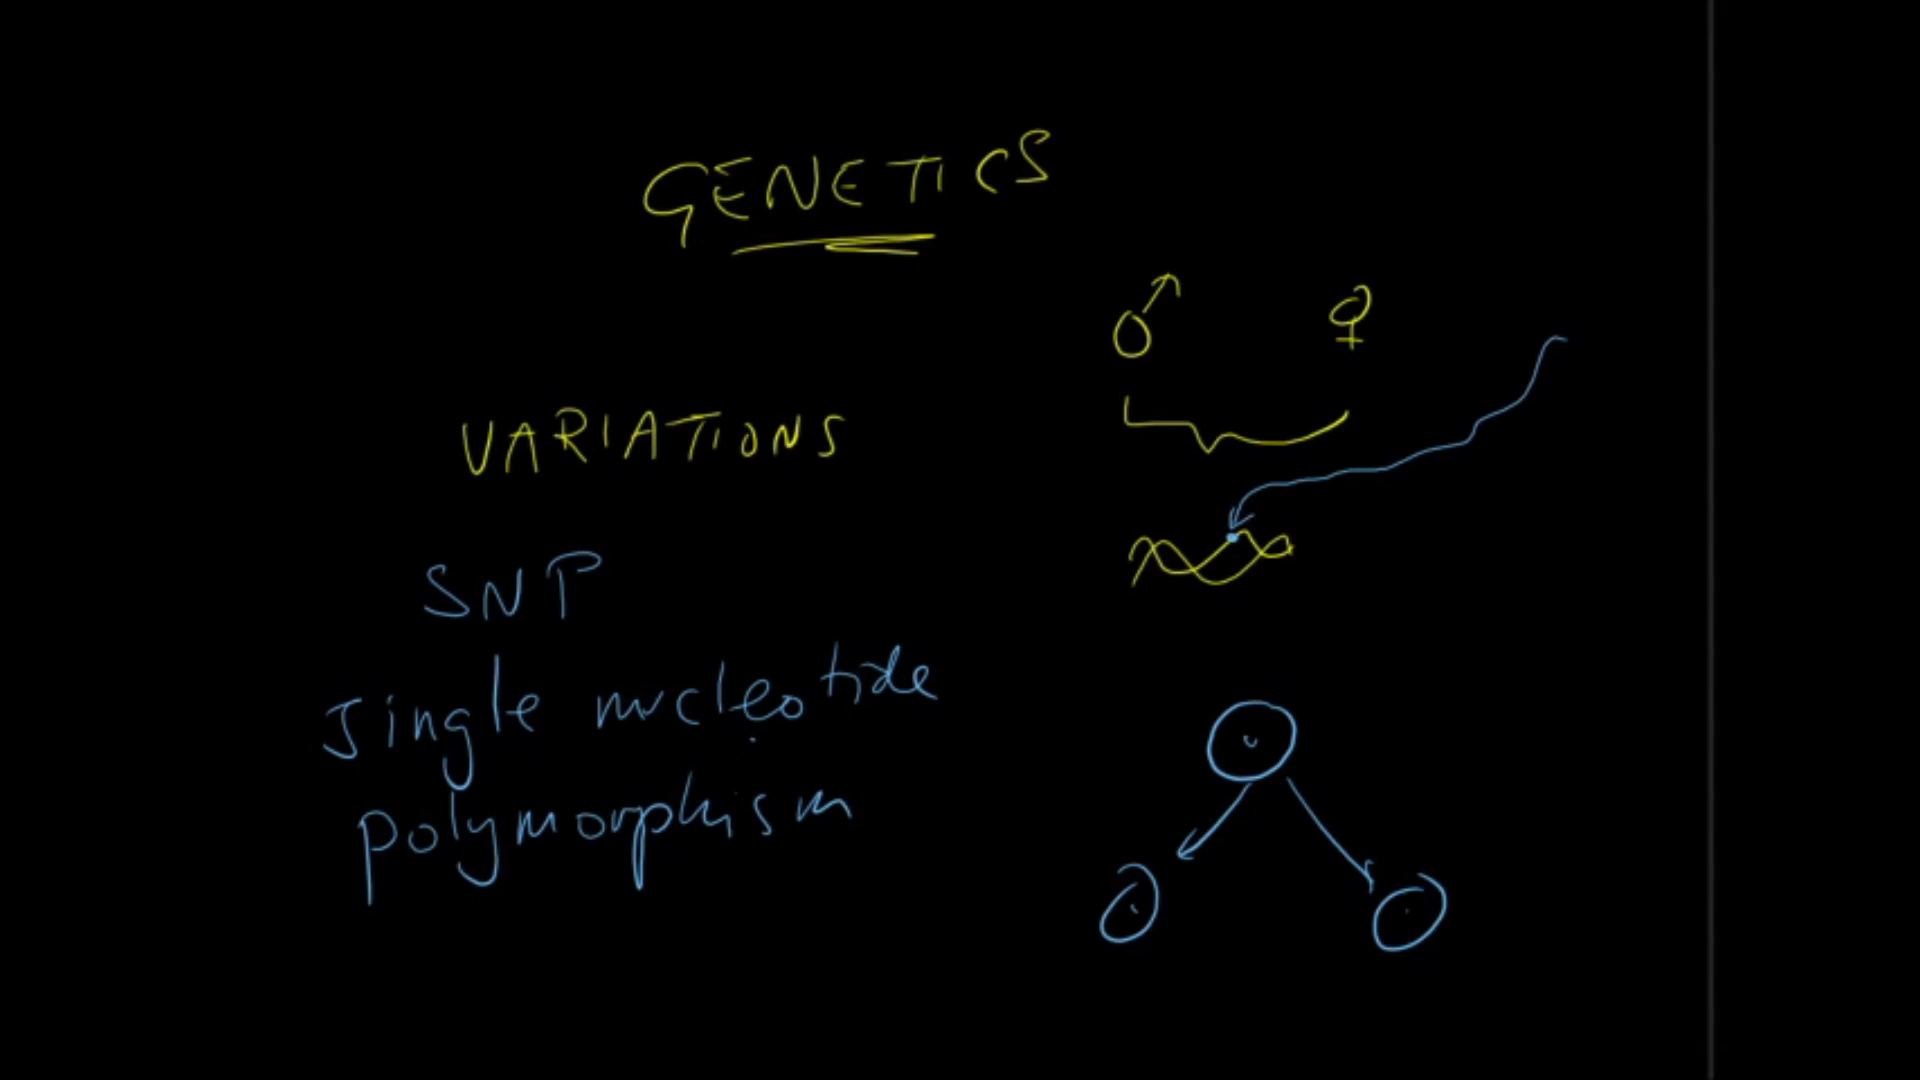 GENETICS
♂ ♀
VARIATIONS
SNP
Single nucleotide
polymorphism